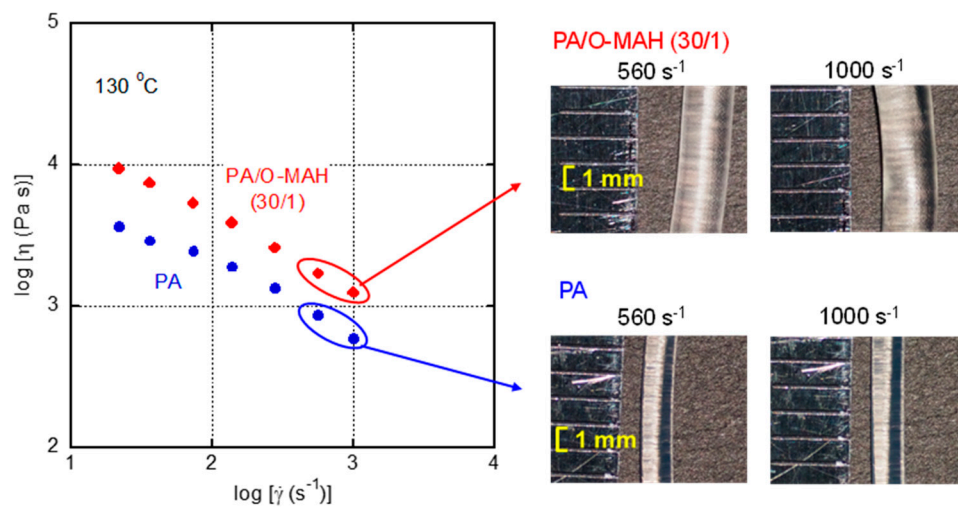 5
4
3
2
1
2
3
4
log [η (Pa s)]
log [γ̇ (s⁻¹)]
130 °C
PA/O-MAH
(30/1)
PA
PA/O-MAH (30/1)
560 s⁻¹
1000 s⁻¹
1 mm
PA
560 s⁻¹
1000 s⁻¹
1 mm